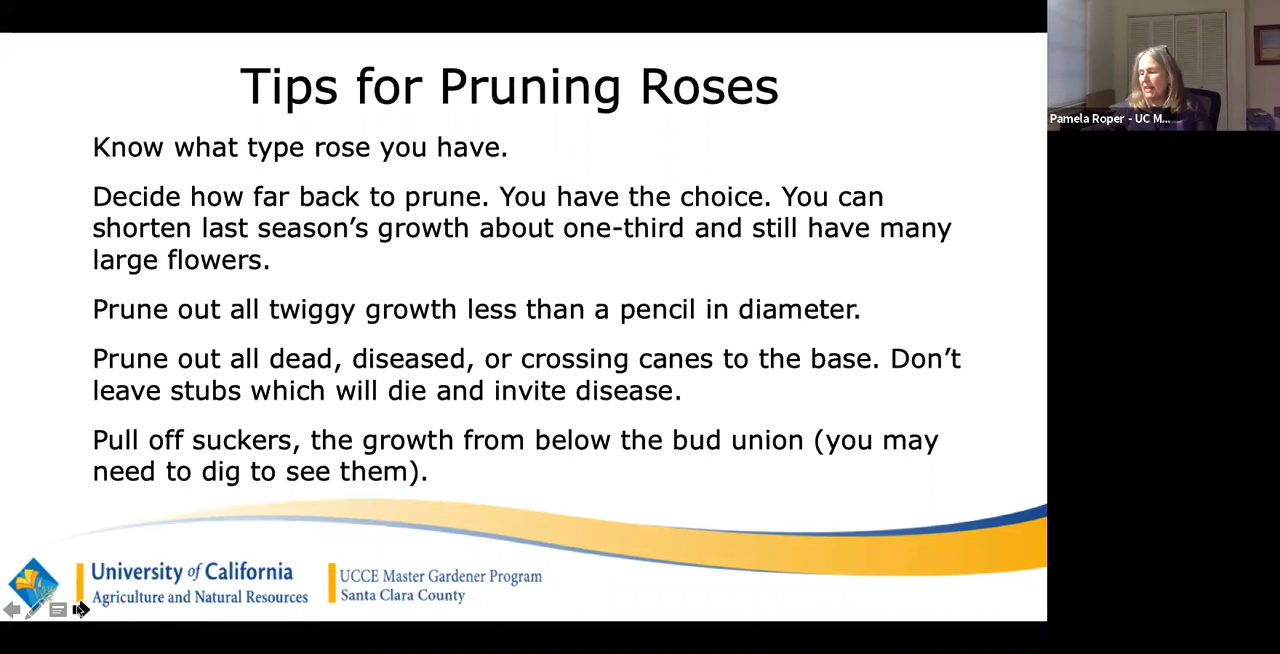 Tips for Pruning Roses
Know what type rose you have.
Decide how far back to prune. You have the choice. You can
shorten last season’s growth about one-third and still have many
large flowers.
Prune out all twiggy growth less than a pencil in diameter.
Prune out all dead, diseased, or crossing canes to the base. Don’t
leave stubs which will die and invite disease.
Pull off suckers, the growth from below the bud union (you may
need to dig to see them).
University of California
Agriculture and Natural Resources
UCCE Master Gardener Program
Santa Clara County
Pamela Roper - UC M...